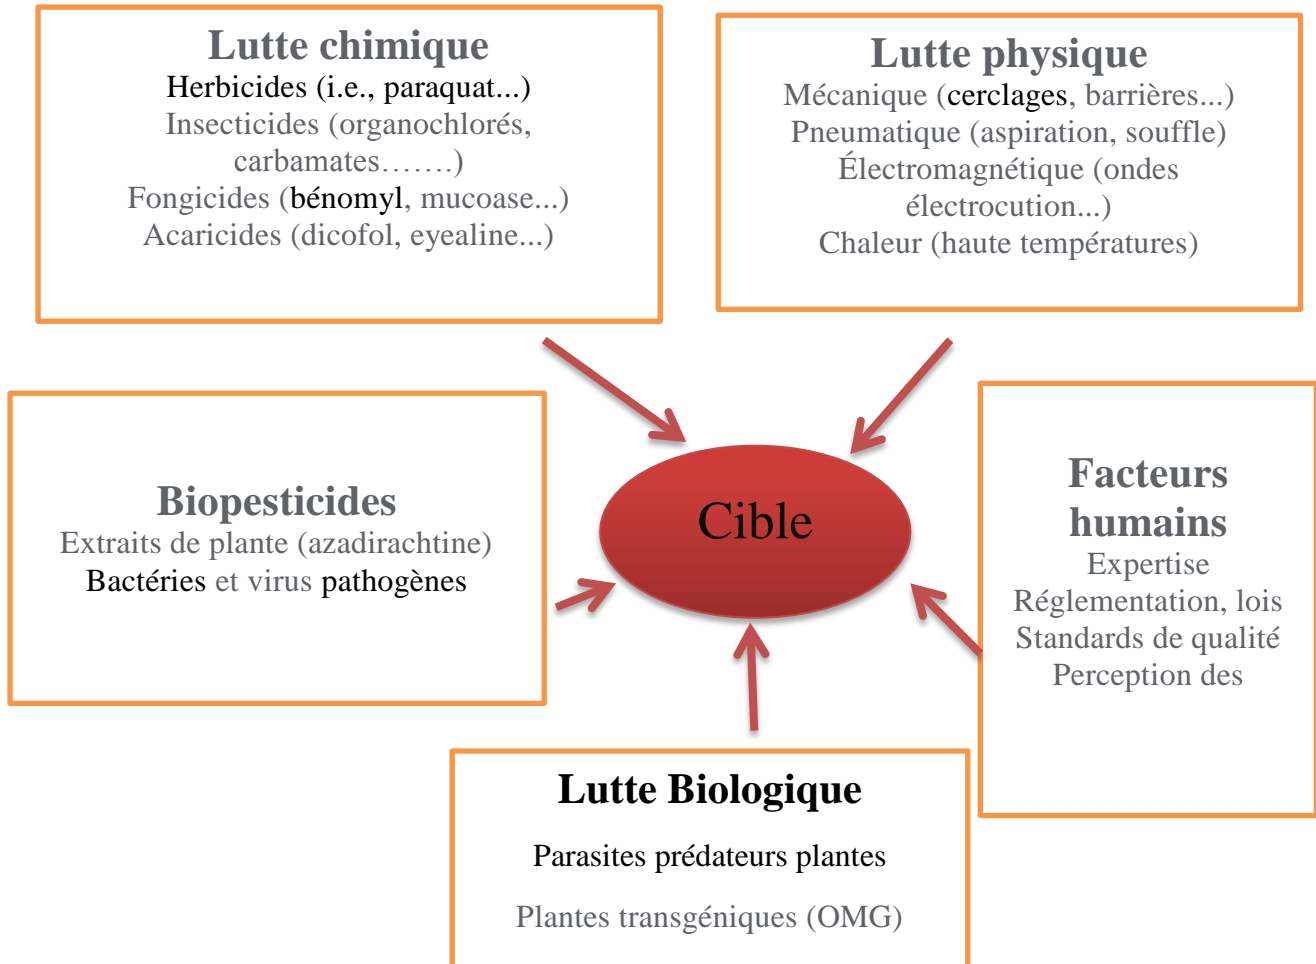 Lutte chimique
Herbicides (i.e., paraquat...)
Insecticides (organochlorés,
carbamates…….)
Fongicides (bénomyl, mucoase...)
Acaricides (dicofol, eyealine...)
Lutte physique
Mécanique (cerclages, barrières...)
Pneumatique (aspiration, souffle)
Électromagnétique (ondes
électrocution...)
Chaleur (haute températures)
Biopesticides
Extraits de plante (azadirachtine)
Bactéries et virus pathogènes
Cible
Facteurs
humains
Expertise
Réglementation, lois
Standards de qualité
Perception des
Lutte Biologique
Parasites prédateurs plantes
Plantes transgéniques (OMG)